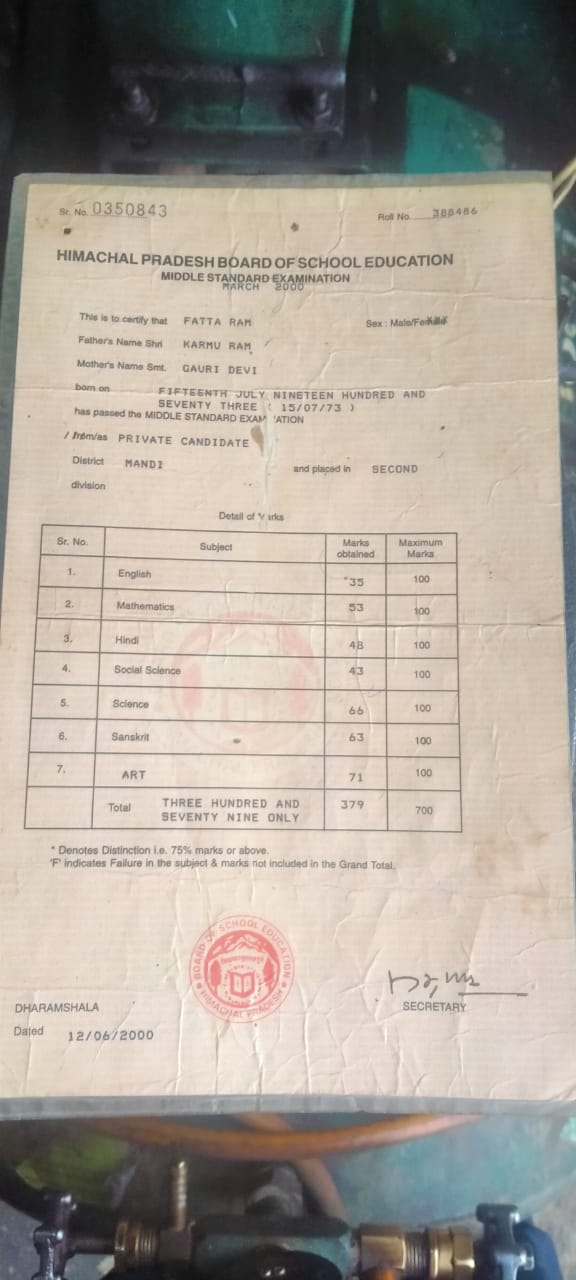 Sr. No. 0350843
Roll No. 388486
HIMACHAL PRADESH BOARD OF SCHOOL EDUCATION
MIDDLE STANDARD EXAMINATION
MARCH 2000
This is to certify that FATTA RAM Sex : Male/Female
Father's Name Shri KARMU RAM
Mother's Name Smt. GAURI DEVI
born on FIFTEENTH JULY NINETEEN HUNDRED AND
SEVENTY THREE ( 15/07/73 )
has passed the MIDDLE STANDARD EXAM ATION
/ from/as PRIVATE CANDIDATE
District MANDI and placed in SECOND
division
Detail of Marks
Sr. No. Subject Marks obtained Maximum Marks
1. English 35 100
2. Mathematics 53 100
3. Hindi 48 100
4. Social Science 43 100
5. Science 66 100
6. Sanskrit 63 100
7. ART 71 100
Total THREE HUNDRED AND SEVENTY NINE ONLY 379 700
* Denotes Distinction i.e. 75% marks or above.
'F' indicates Failure in the subject & marks not included in the Grand Total.
BOARD OF SCHOOL EDUCATION
HIMACHAL PRADESH
DHARAMSHALA
SECRETARY
Dated 12/06/2000